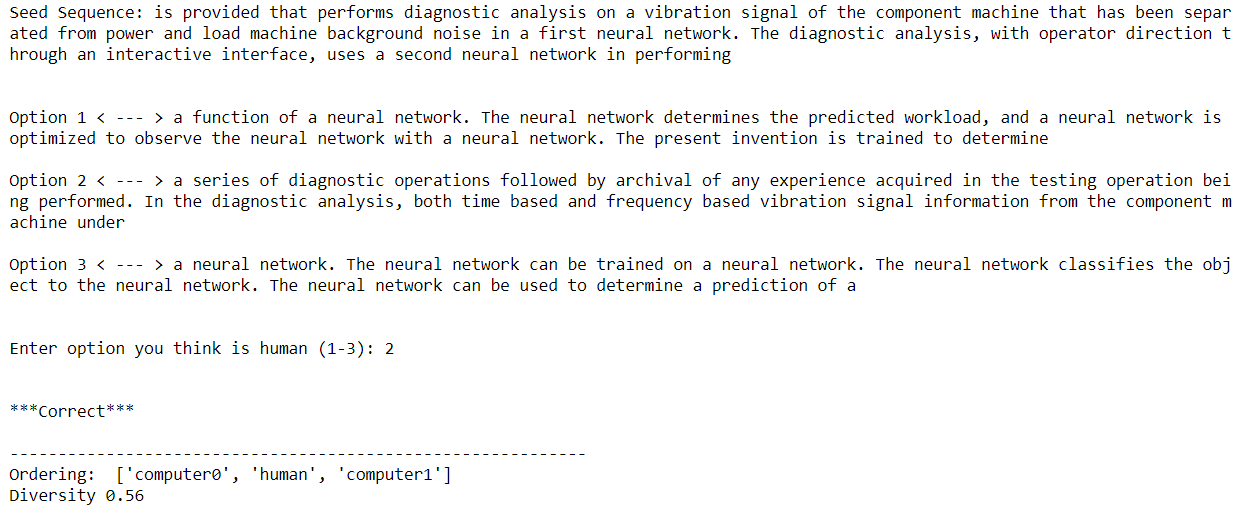 Seed Sequence: is provided that performs diagnostic analysis on a vibration signal of the component machine that has been separ
ated from power and load machine background noise in a first neural network. The diagnostic analysis, with operator direction t
hrough an interactive interface, uses a second neural network in performing
Option 1 < --- > a function of a neural network. The neural network determines the predicted workload, and a neural network is
optimized to observe the neural network with a neural network. The present invention is trained to determine
Option 2 < --- > a series of diagnostic operations followed by archival of any experience acquired in the testing operation bei
ng performed. In the diagnostic analysis, both time based and frequency based vibration signal information from the component m
achine under
Option 3 < --- > a neural network. The neural network can be trained on a neural network. The neural network classifies the obj
ect to the neural network. The neural network can be used to determine a prediction of a
Enter option you think is human (1-3): 2
***Correct***
------------------------------------------------------------
Ordering:  ['computer0', 'human', 'computer1']
Diversity 0.56